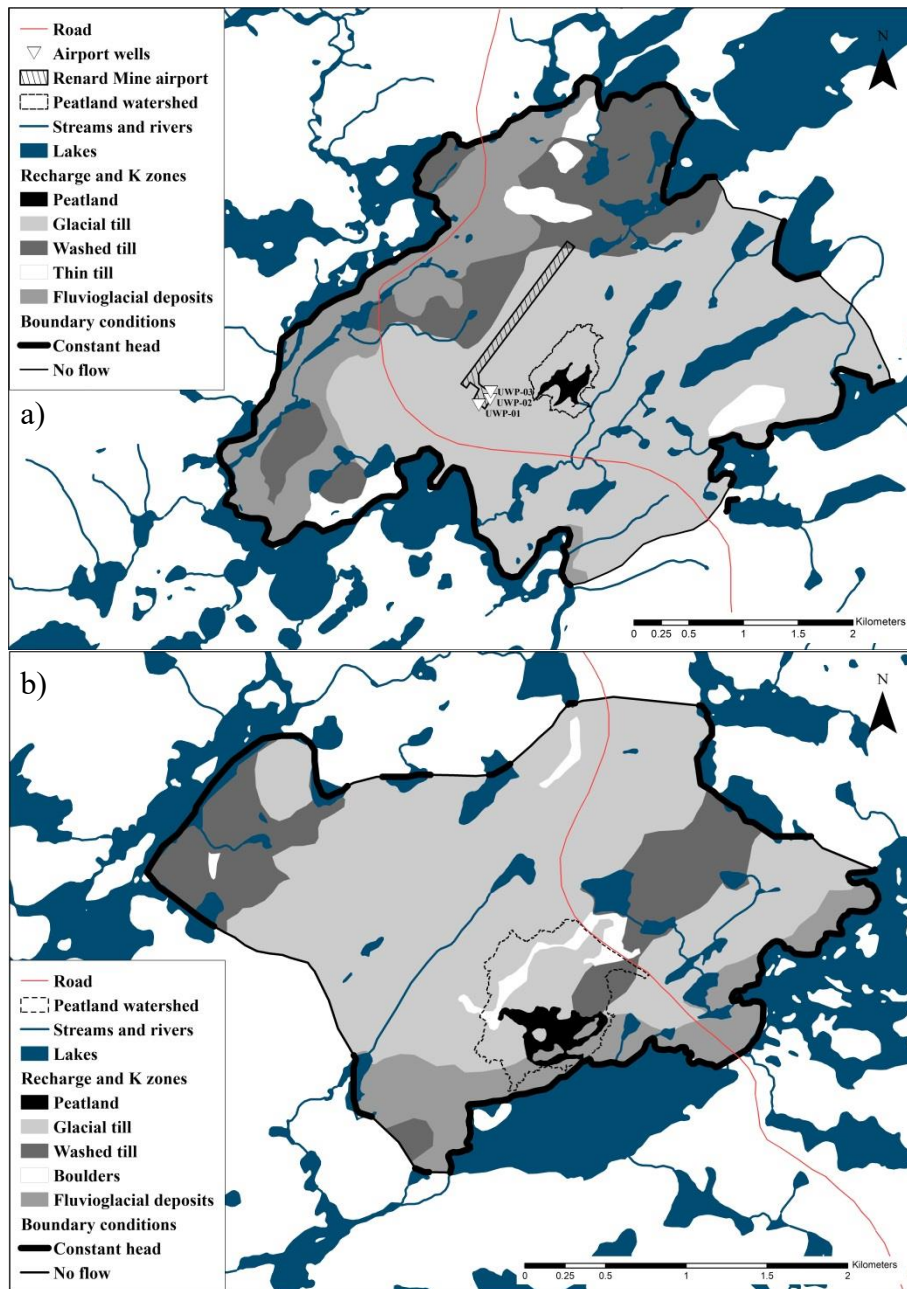 Road
Airport wells
Renard Mine airport
Peatland watershed
Streams and rivers
Lakes
Recharge and K zones
Peatland
Glacial till
Washed till
Thin till
Fluvioglacial deposits
Boundary conditions
Constant head
No flow
a)
N
UWP-03
UWP-02
UWP-01
Kilometers
0 0.25 0.5 1 1.5 2
b)
N
Road
Peatland watershed
Streams and rivers
Lakes
Recharge and K zones
Peatland
Glacial till
Washed till
Boulders
Fluvioglacial deposits
Boundary conditions
Constant head
No flow
Kilometers
0 0.25 0.5 1 1.5 2